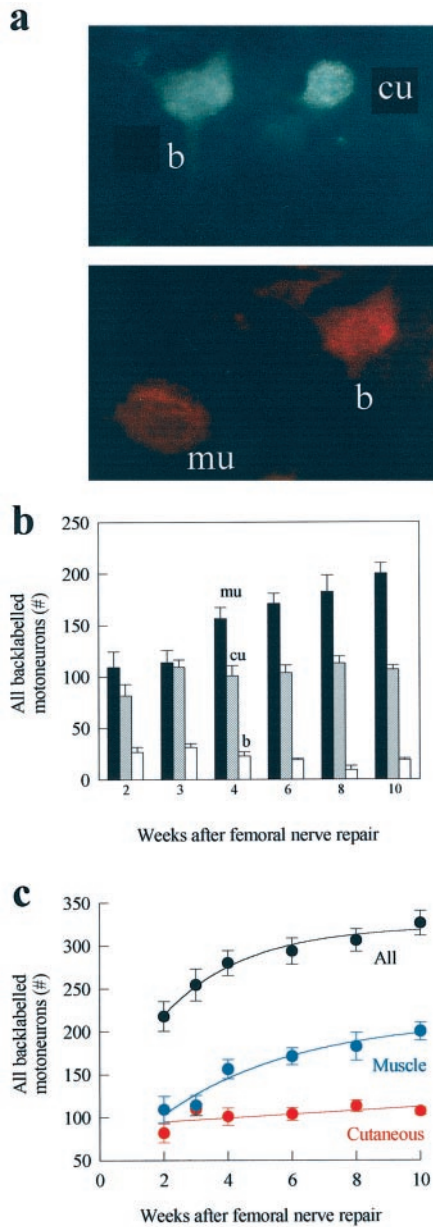 a
cu
b
b
mu
b
All backlabelled
motoneurons (#)
250
200
150
100
50
0
mu
cu
b
2 3 4 6 8 10
Weeks after femoral nerve repair
c
All backlabelled
motoneurons (#)
350
300
250
200
150
100
50
All
Muscle
Cutaneous
0 2 4 6 8 10
Weeks after femoral nerve repair